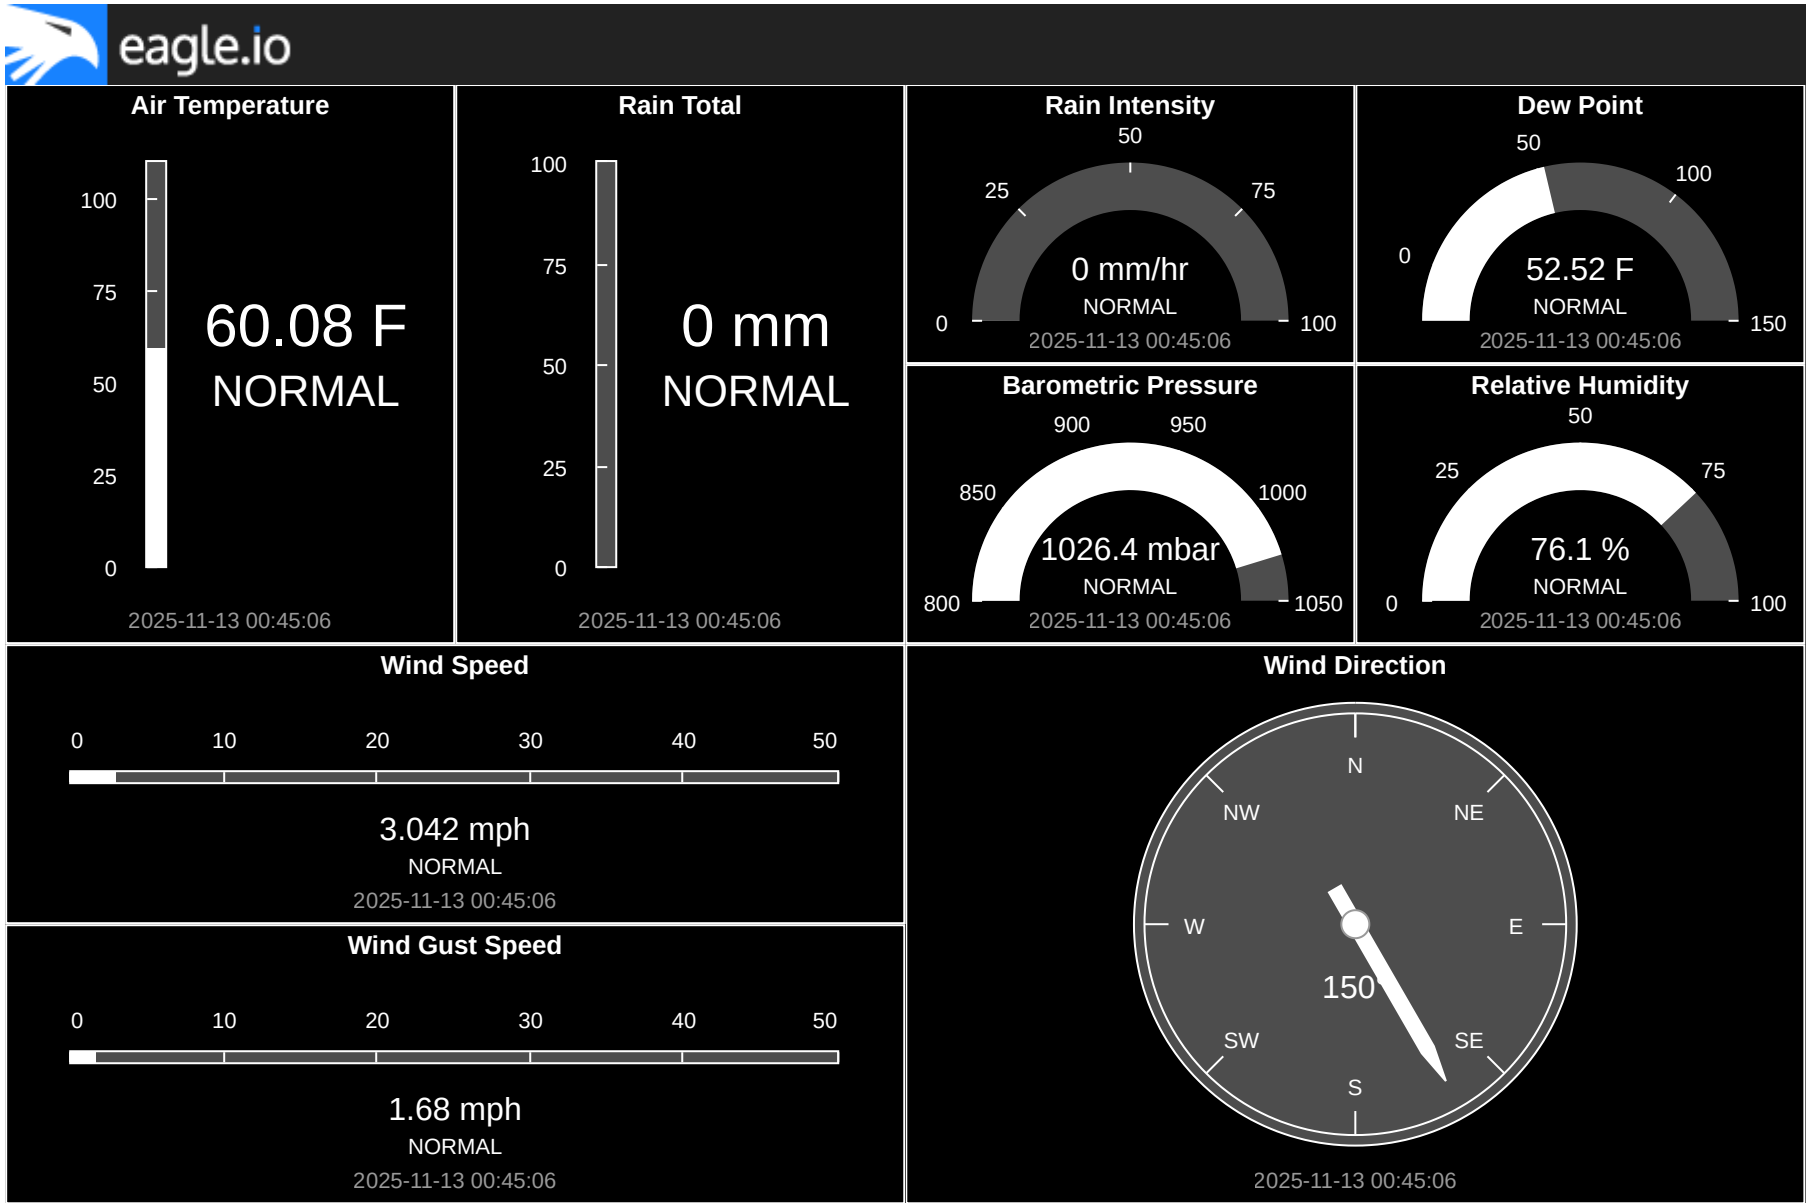 eagle.io
Air Temperature
100
75
50
25
0
60.08 F
NORMAL
2025-11-13 00:45:06
Rain Total
100
75
50
25
0
0 mm
NORMAL
2025-11-13 00:45:06
Rain Intensity
50
25
75
0
100
0 mm/hr
NORMAL
2025-11-13 00:45:06
Dew Point
50
100
0
150
52.52 F
NORMAL
2025-11-13 00:45:06
Barometric Pressure
900
950
850
1000
800
1050
1026.4 mbar
NORMAL
2025-11-13 00:45:06
Relative Humidity
50
25
75
0
100
76.1 %
NORMAL
2025-11-13 00:45:06
Wind Speed
0 10 20 30 40 50
3.042 mph
NORMAL
2025-11-13 00:45:06
Wind Gust Speed
0 10 20 30 40 50
1.68 mph
NORMAL
2025-11-13 00:45:06
Wind Direction
N
NW
NE
W
E
150°
SW
SE
S
2025-11-13 00:45:06